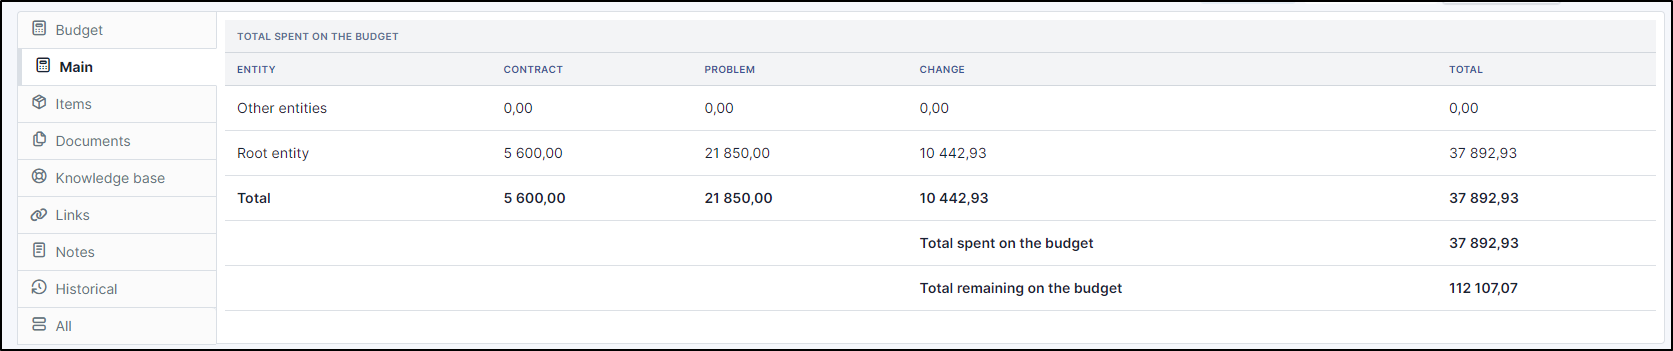 Budget
Main
Items
Documents
Knowledge base
Links
Notes
Historical
All
TOTAL SPENT ON THE BUDGET
ENTITY CONTRACT PROBLEM CHANGE TOTAL
Other entities 0,00 0,00 0,00 0,00
Root entity 5 600,00 21 850,00 10 442,93 37 892,93
Total 5 600,00 21 850,00 10 442,93 37 892,93
Total spent on the budget 37 892,93
Total remaining on the budget 112 107,07